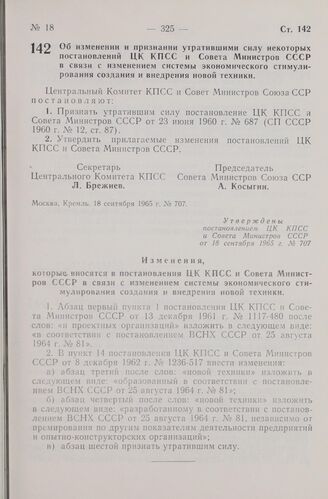 № 18 — 325 — Ст. 142
142 Об изменении и признании утратившими силу некоторых
постановлений ЦК КПСС и Совета Министров СССР
в связи с изменением системы экономического стимули-
рования создания и внедрения новой техники.
Центральный Комитет КПСС и Совет Министров Союза ССР
постановляют:
1. Признать утратившим силу постановление ЦК КПСС и
Совета Министров СССР от 23 июня 1960 г. № 687 (СП СССР
1960 г. № 12, ст. 87).
2. Утвердить прилагаемые изменения постановлений ЦК
КПСС и Совета Министров СССР.
Секретарь Председатель
Центрального Комитета КПСС Совета Министров Союза ССР
Л. Брежнев. А. Косыгин.
Москва, Кремль. 18 сентября 1965 г. № 707.
Утверждены
постановлением ЦК КПСС
и Совета Министров СССР
от 18 сентября 1965 г. № 707
Изменения,
которые вносятся в постановления ЦК КПСС и Совета Минист-
ров СССР в связи с изменением системы экономического сти-
мулирования создания и внедрения новой техники.
1. Абзац первый пункта 1 постановления ЦК КПСС и Сове-
та Министров СССР от 13 декабря 1961 г. № 1117-480 после
слов: «в проектных организаций» изложить в следующем виде:
«в соответствии с постановлением ВСНХ СССР от 25 августа
1964 г. № 81».
2. В пункт 14 постановления ЦК КПСС и Совета Министров
СССР от 8 декабря 1962 г. № 1236-517 внести изменения:
а) абзац третий после слов: «новой техники» изложить в
следующем виде: «образованный в соответствии с постановле-
нием ВСНХ СССР от 25 августа 1964 г. № 81»;
б) абзац четвертый после слов: «новой техники» изложить
в следующем виде: «разработанному в соответствии с постанов-
лением ВСНХ СССР от 25 августа 1964 г. № 81, независимо от
премирования по другим показателям деятельности предприятий
и опытно-конструкторских организаций»;
в) абзац шестой признать утратившим силу.